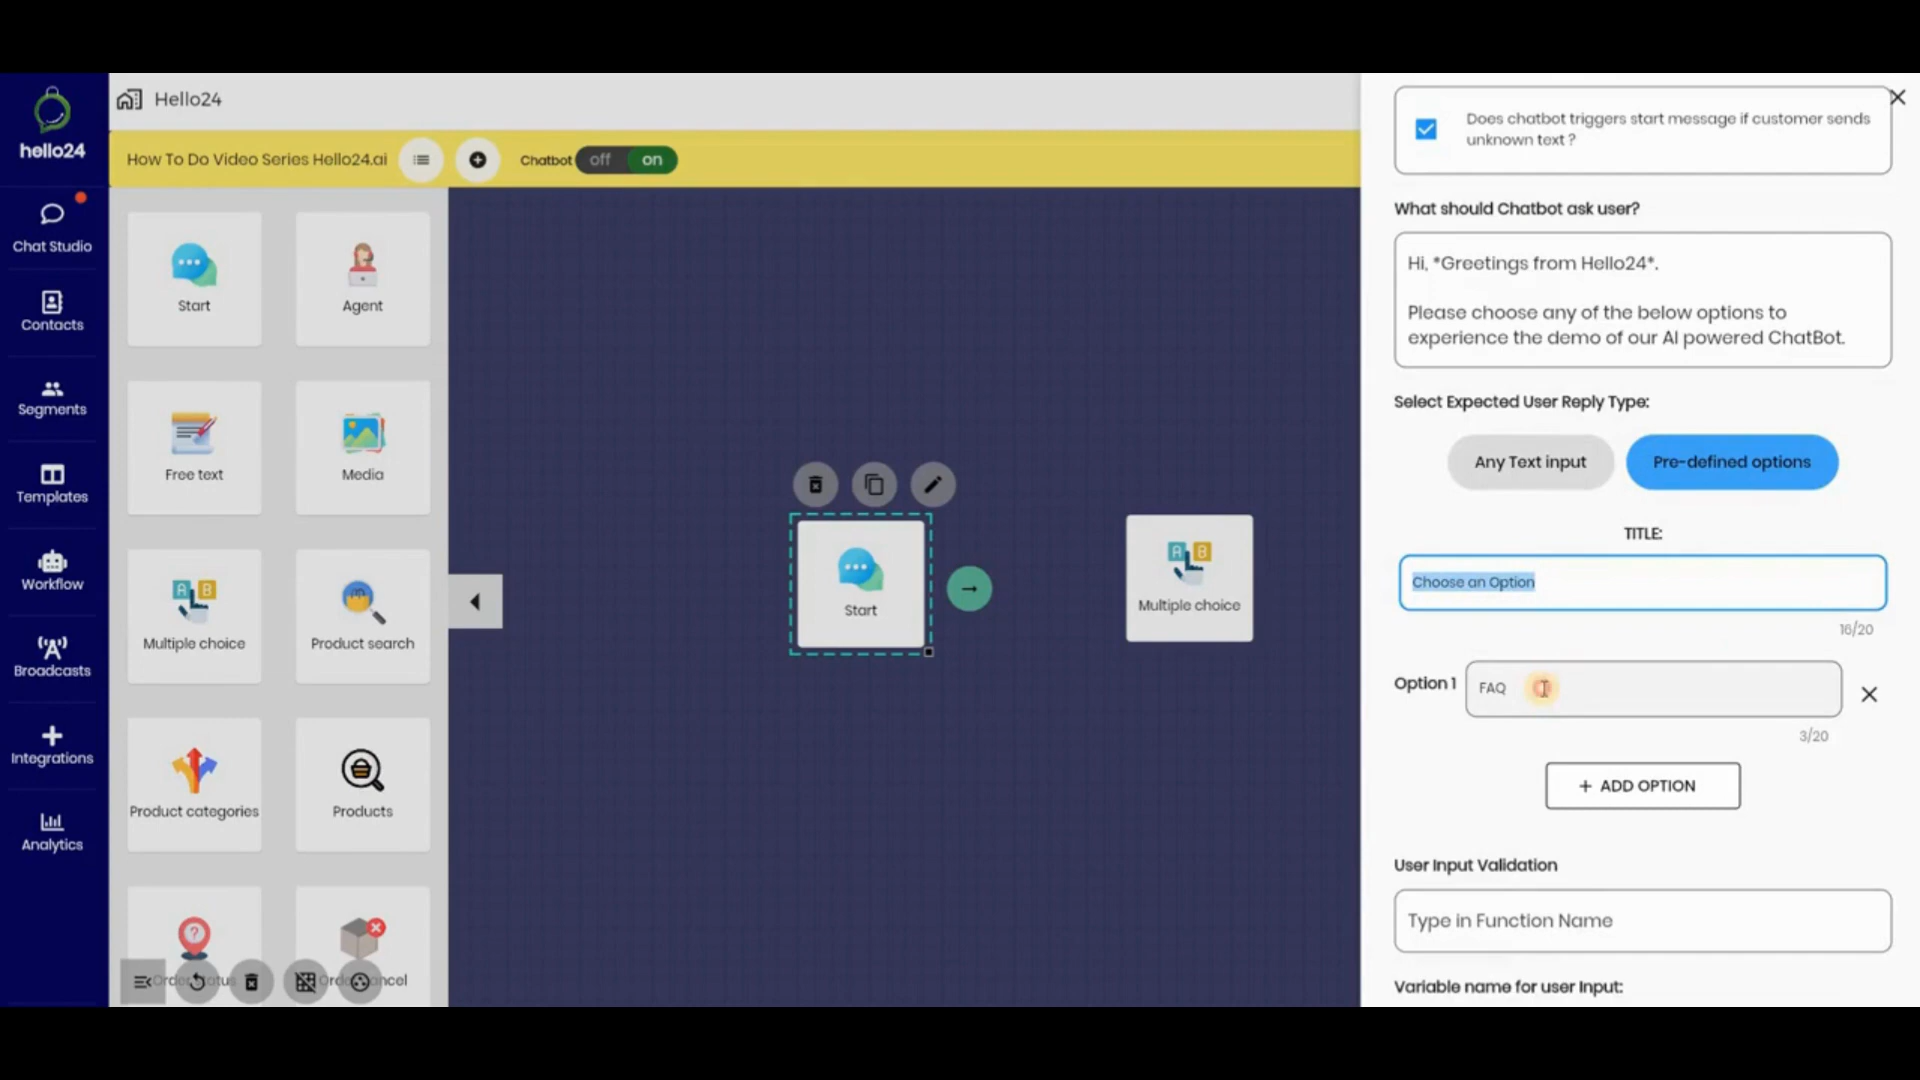 hello24
Chat Studio
Contacts
Segments
Templates
Workflow
Broadcasts
Integrations
Analytics
Hello24
How To Do Video Series Hello24.ai
Chatbot off on
Start
Agent
Free text
Media
Multiple choice
Product search
Product categories
Products
Start
Multiple choice
Does chatbot triggers start message if customer sends
unknown text ?
What should Chatbot ask user?
Hi, *Greetings from Hello24*.
Please choose any of the below options to
experience the demo of our AI powered ChatBot.
Select Expected User Reply Type:
Any Text input
Pre-defined options
TITLE:
Choose an Option
16/20
Option 1
FAQ
3/20
+ ADD OPTION
User Input Validation
Type in Function Name
Variable name for user Input: